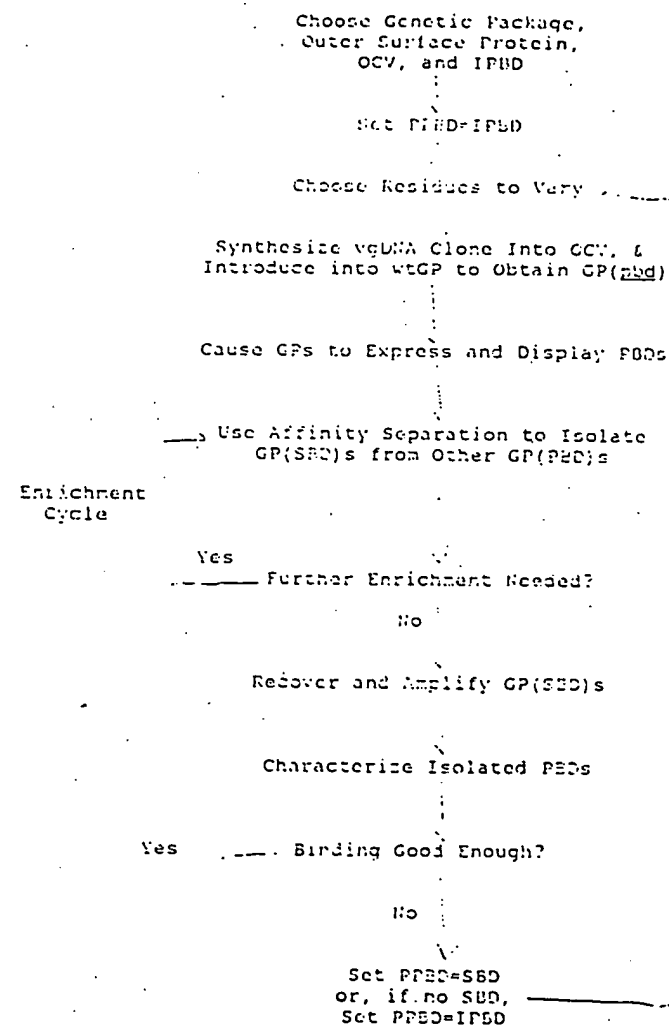 Choose Genetic Package,
Outer Surface Protein,
OCV, and IPBD
Set PPBD=IPBD
Choose Residues to Vary
Synthesize vgDNA Clone Into OCV, &
Introduce into wtGP to Obtain GP(pbd)
Cause GPs to Express and Display PBDs
Use Affinity Separation to Isolate
GP(SBD)s from Other GP(PBD)s
Enrichment
Cycle
Yes
Further Enrichment Needed?
No
Recover and Amplify GP(SBD)s
Characterize Isolated PBDs
Yes
Binding Good Enough?
No
Set PPBD=SBD
or, if no SBD,
Set PPBD=IPBD